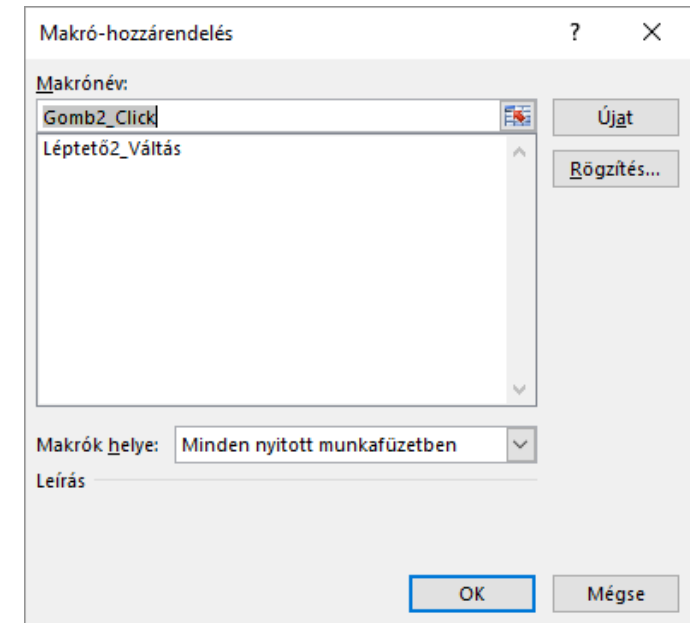 Makró-hozzárendelés
Makrónév:
Gomb2_Click
Újat
Léptető2_Váltás
Rögzítés...
Makrók helye:
Minden nyitott munkafüzetben
Leírás
OK
Mégse